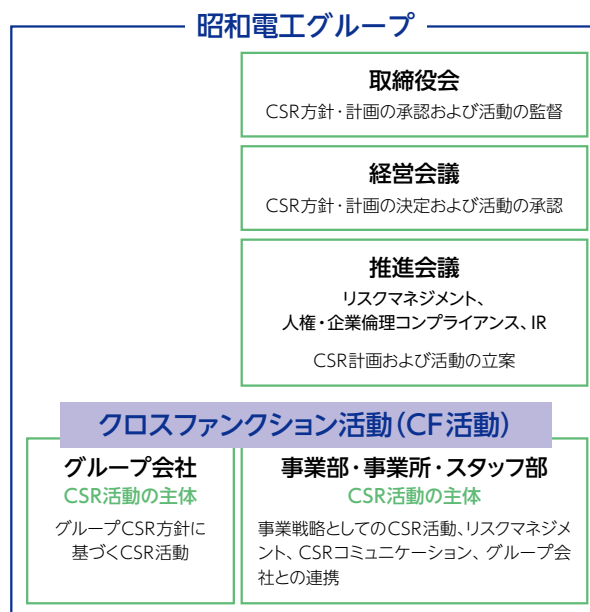 昭和電工グループ
取締役会
CSR方針・計画の承認および活動の監督
経営会議
CSR方針・計画の決定および活動の承認
推進会議
リスクマネジメント、
人権・企業倫理コンプライアンス、IR
CSR計画および活動の立案
クロスファンクション活動(CF活動)
グループ会社
CSR活動の主体
グループCSR方針に
基づくCSR活動
事業部・事業所・スタッフ部
CSR活動の主体
事業戦略としてのCSR活動、リスクマネジメ
ント、CSRコミュニケーション、グループ会
社との連携